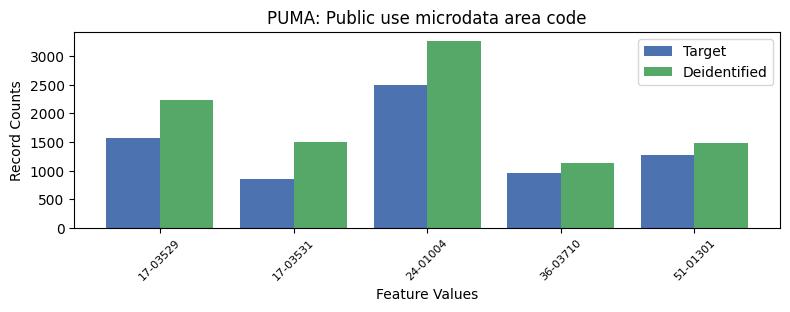 PUMA: Public use microdata area code
Target
Deidentified
Record Counts
3000
2500
2000
1500
1000
500
0
17-03529
17-03531
24-01004
36-03710
51-01301
Feature Values